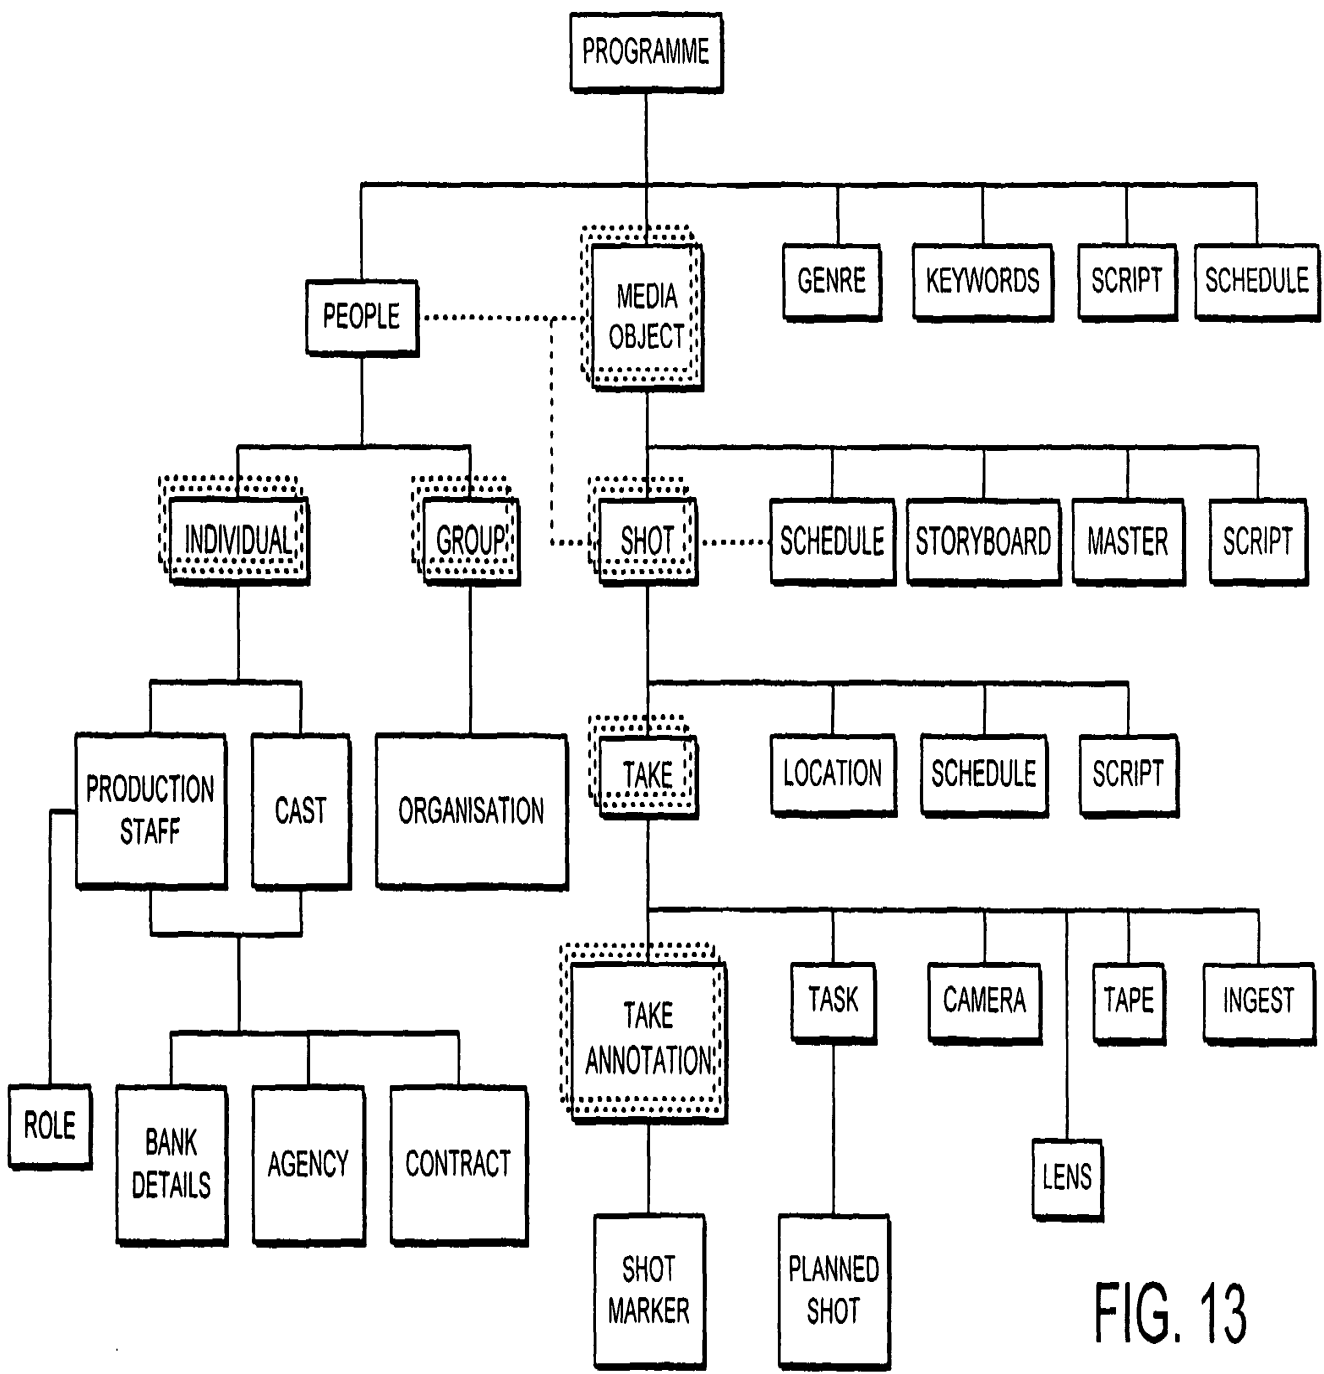 PROGRAMME
PEOPLE
MEDIA
OBJECT
GENRE
KEYWORDS
SCRIPT
SCHEDULE
INDIVIDUAL
GROUP
SHOT
SCHEDULE
STORYBOARD
MASTER
SCRIPT
PRODUCTION
STAFF
CAST
ORGANISATION
TAKE
LOCATION
SCHEDULE
SCRIPT
TAKE
ANNOTATION
TASK
CAMERA
TAPE
INGEST
ROLE
BANK
DETAILS
AGENCY
CONTRACT
LENS
SHOT
MARKER
PLANNED
SHOT
FIG. 13